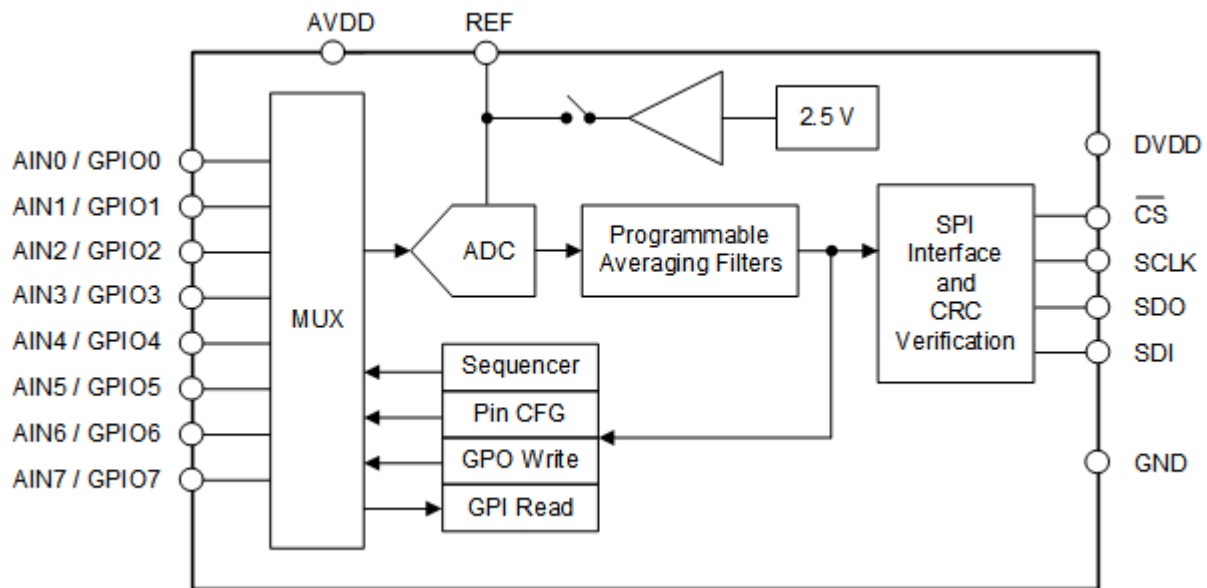 AVDD
REF
2.5 V
AIN0 / GPIO0
AIN1 / GPIO1
AIN2 / GPIO2
AIN3 / GPIO3
AIN4 / GPIO4
AIN5 / GPIO5
AIN6 / GPIO6
AIN7 / GPIO7
MUX
ADC
Programmable
Averaging Filters
Sequencer
Pin CFG
GPO Write
GPI Read
SPI
Interface
and
CRC
Verification
DVDD
C̅S̅
SCLK
SDO
SDI
GND